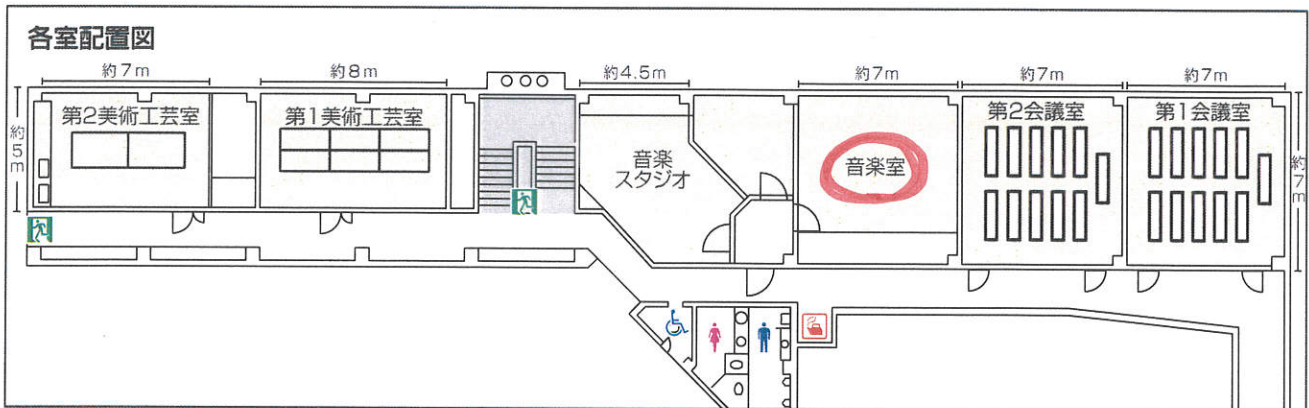 各室配置図
約7m
約8m
約4.5m
約7m
約7m
約7m
約5m
第2美術工芸室
第1美術工芸室
音楽
スタジオ
音楽室
第2会議室
第1会議室
約7m